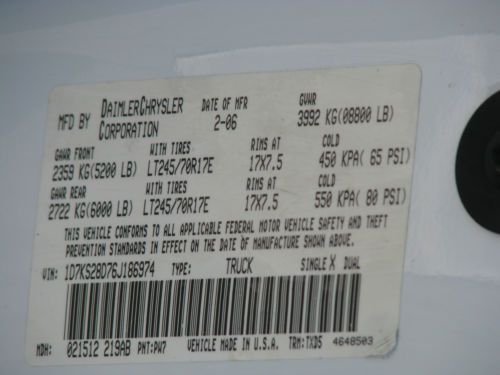 MFD BY DAIMLERCHRYSLER CORPORATION DATE OF MFR 2-06 GVWR 3992 KG(08800 LB)
GAWR FRONT WITH TIRES RIMS AT COLD
2359 KG(5200 LB) LT245/70R17E 17X7.5 450 KPA( 65 PSI)
GAWR REAR WITH TIRES RIMS AT COLD
2722 KG(6000 LB) LT245/70R17E 17X7.5 550 KPA( 80 PSI)
THIS VEHICLE CONFORMS TO ALL APPLICABLE FEDERAL MOTOR VEHICLE SAFETY AND THEFT
PREVENTION STANDARDS IN EFFECT ON THE DATE OF MANUFACTURE SHOWN ABOVE.
VIN: 1D7KS28D76J186974 TYPE: TRUCK SINGLE X DUAL
MDH: 021512 219AB PNT:PW7 VEHICLE MADE IN U.S.A. TRM:TXD5 4648503